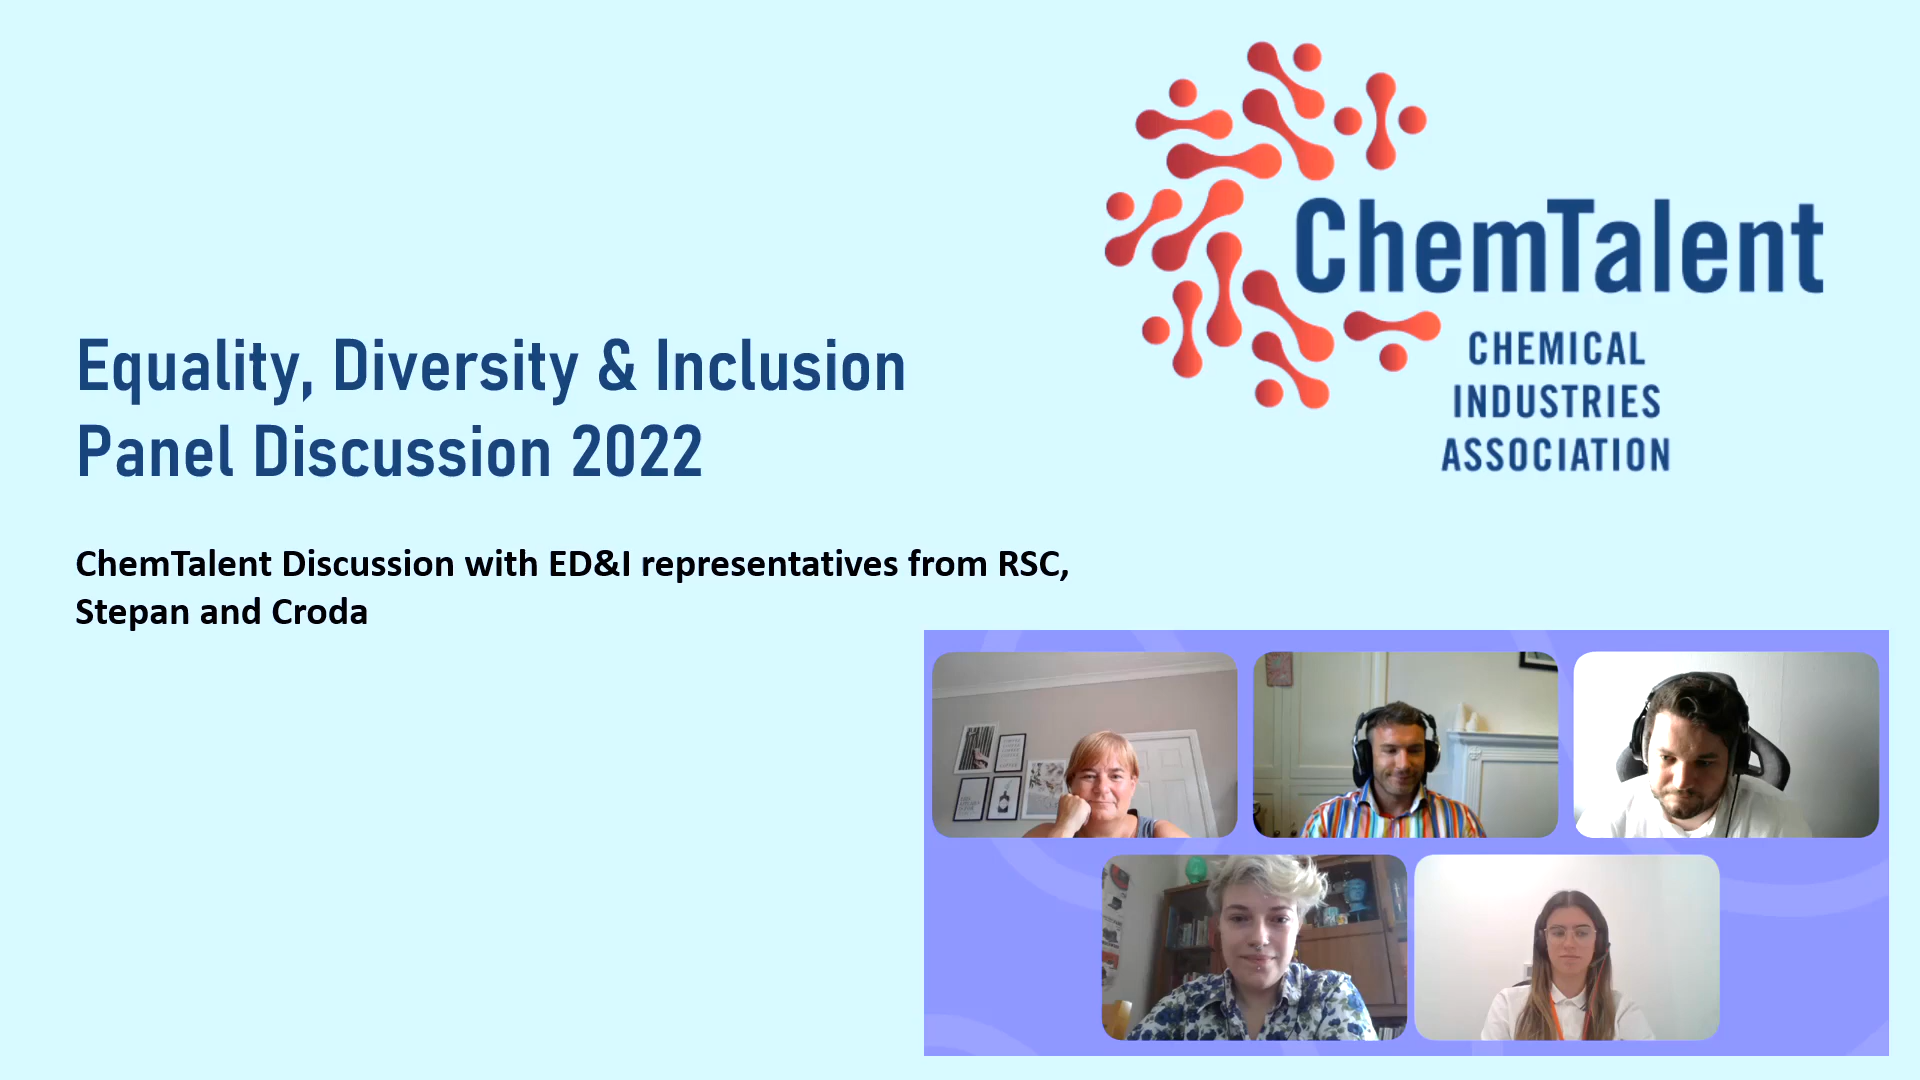 ChemTalent
CHEMICAL
INDUSTRIES
ASSOCIATION
Equality, Diversity & Inclusion
Panel Discussion 2022
ChemTalent Discussion with ED&I representatives from RSC,
Stepan and Croda